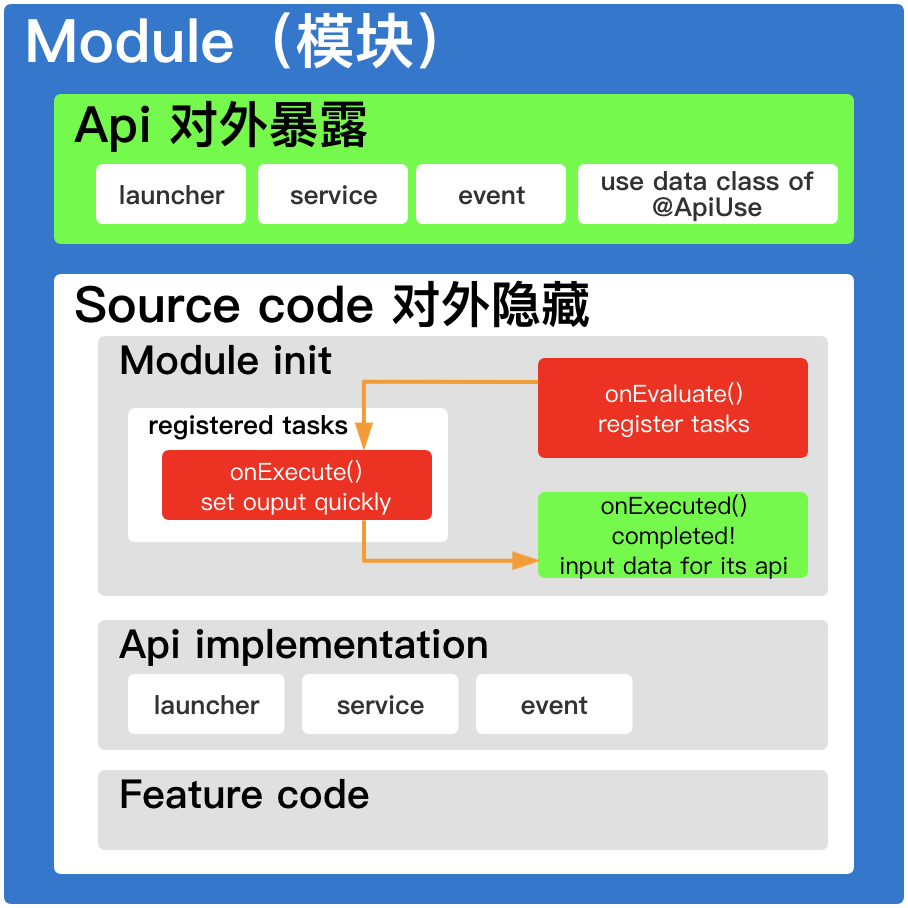 Module（模块）
Api 对外暴露
launcher
service
event
use data class of
@ApiUse
Source code 对外隐藏
Module init
onEvaluate()
register tasks
registered tasks
onExecute()
set ouput quickly
onExecuted()
completed!
input data for its api
Api implementation
launcher
service
event
Feature code